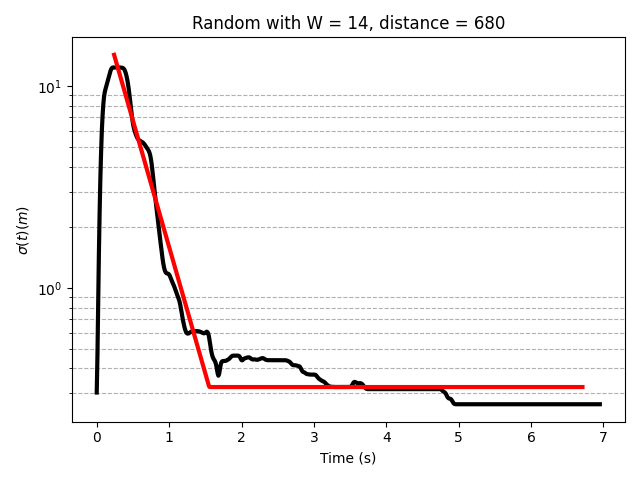 Random with W = 14, distance = 680
σ(t)(m)
10¹
10⁰
0 1 2 3 4 5 6 7
Time (s)